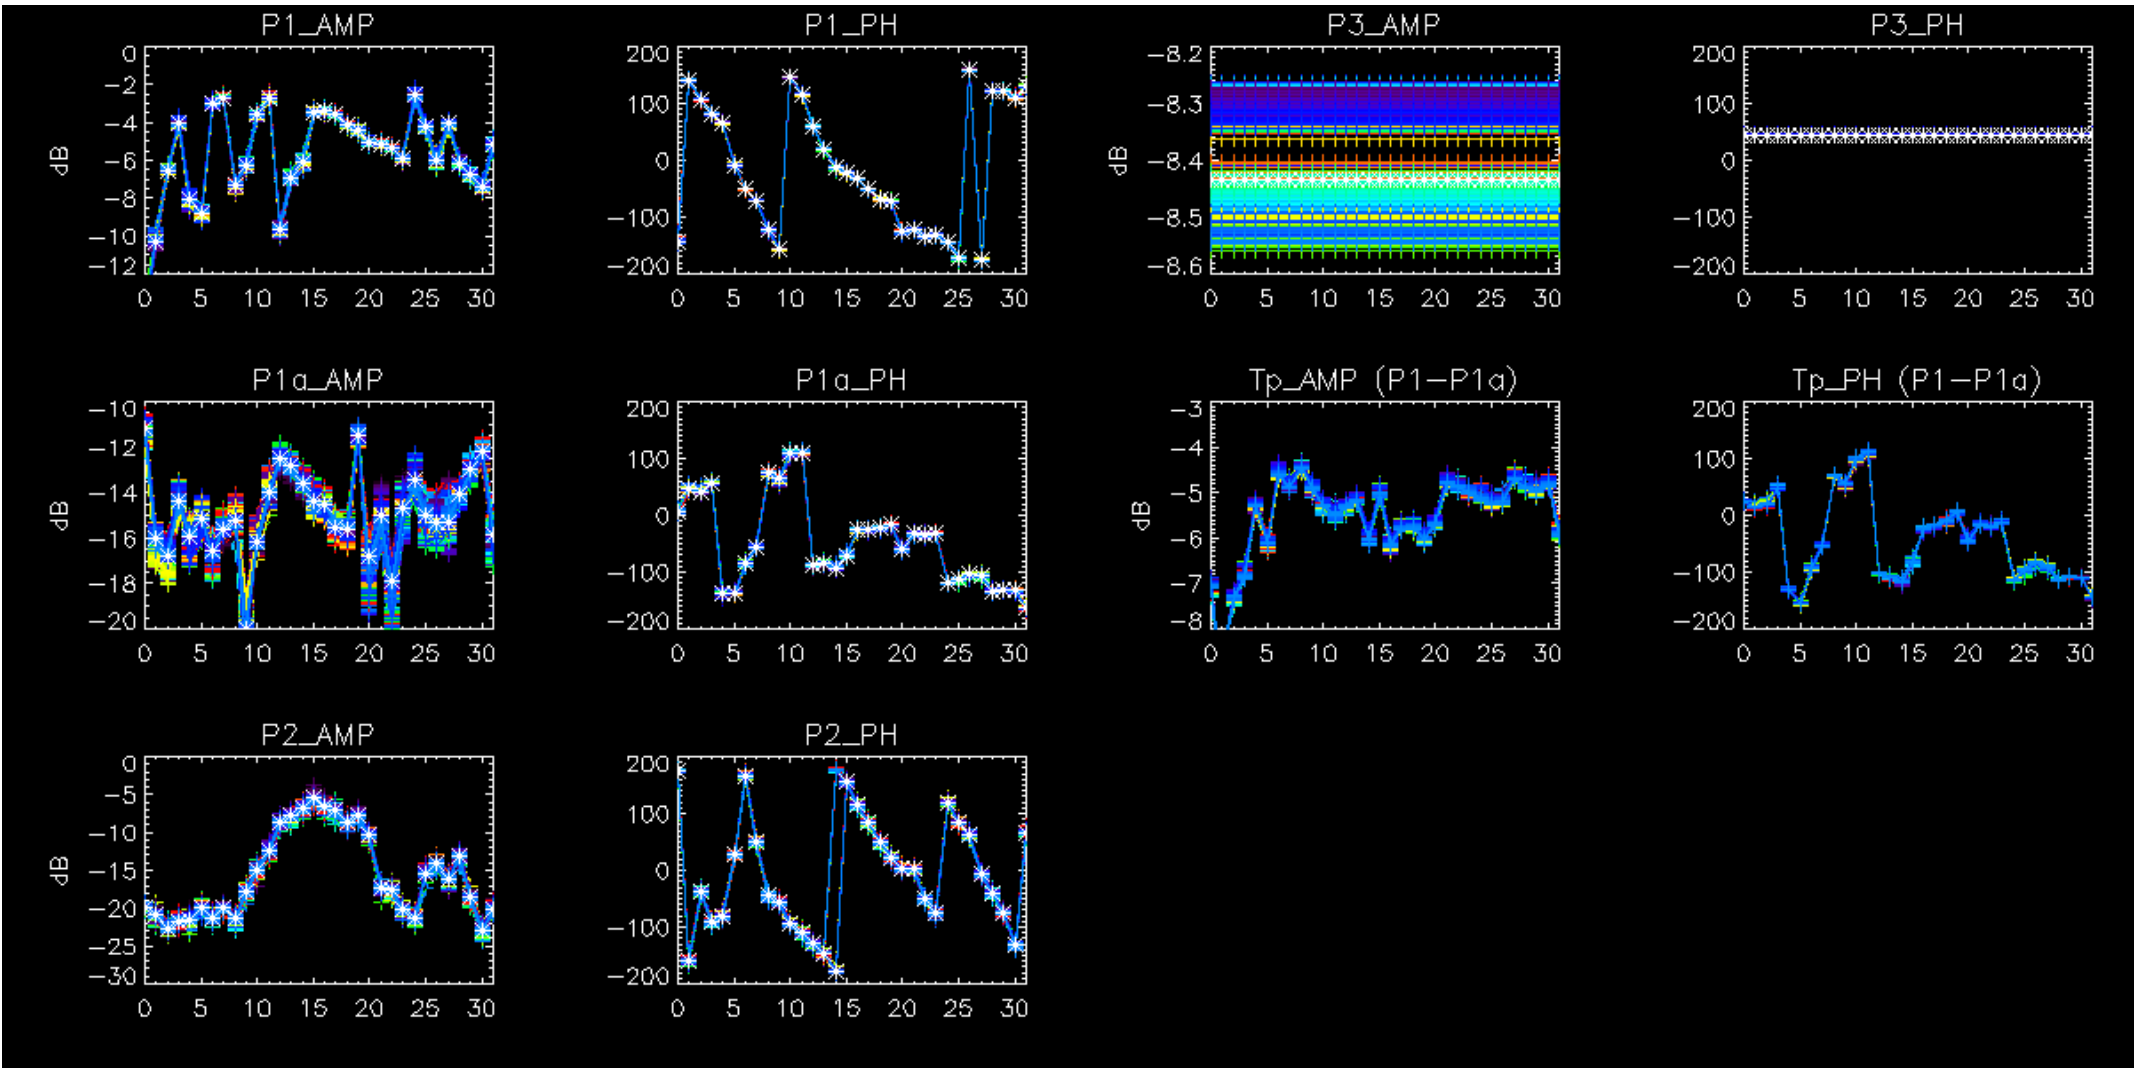 P1_AMP
0
−2
−4
−6
−8
−10
−12
dB
0 5 10 15 20 25 30
P1_PH
200
100
0
−100
−200
0 5 10 15 20 25 30
P3_AMP
−8.2
−8.3
−8.4
−8.5
−8.6
dB
0 5 10 15 20 25 30
P3_PH
200
100
0
−100
−200
0 5 10 15 20 25 30
P1a_AMP
−10
−12
−14
−16
−18
−20
dB
0 5 10 15 20 25 30
P1a_PH
200
100
0
−100
−200
0 5 10 15 20 25 30
Tp_AMP (P1−P1a)
−3
−4
−5
−6
−7
−8
dB
0 5 10 15 20 25 30
Tp_PH (P1−P1a)
200
100
0
−100
−200
0 5 10 15 20 25 30
P2_AMP
0
−5
−10
−15
−20
−25
−30
dB
0 5 10 15 20 25 30
P2_PH
200
100
0
−100
−200
0 5 10 15 20 25 30